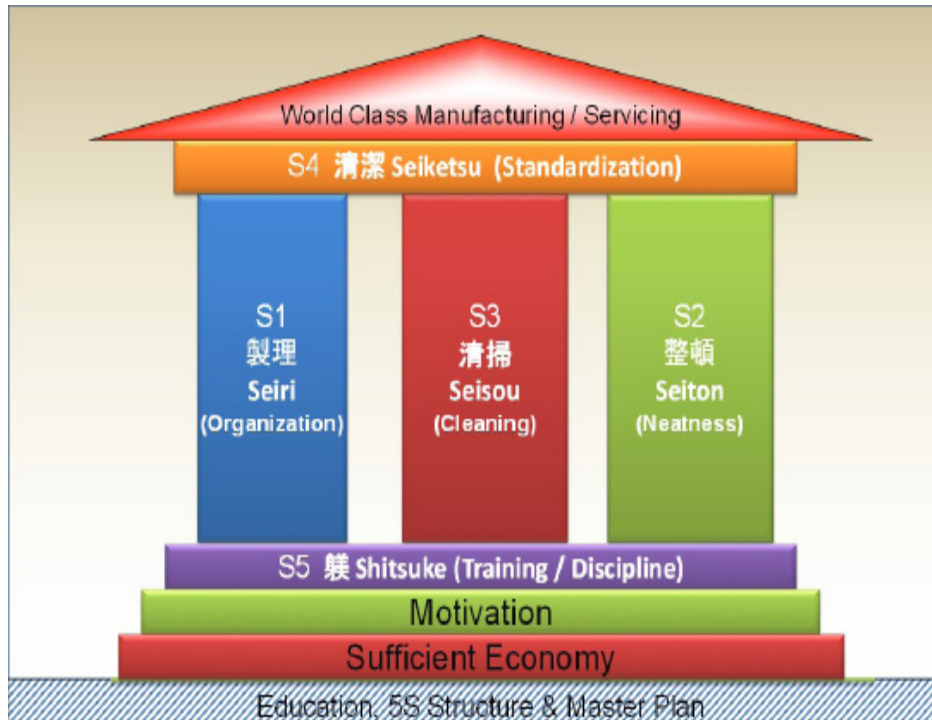 World Class Manufacturing / Servicing
S4 清潔 Seiketsu (Standardization)
S1
製理
Seiri
(Organization)
S3
清掃
Seisou
(Cleaning)
S2
整頓
Seiton
(Neatness)
S5 躾 Shitsuke (Training / Discipline)
Motivation
Sufficient Economy
Education, 5S Structure & Master Plan